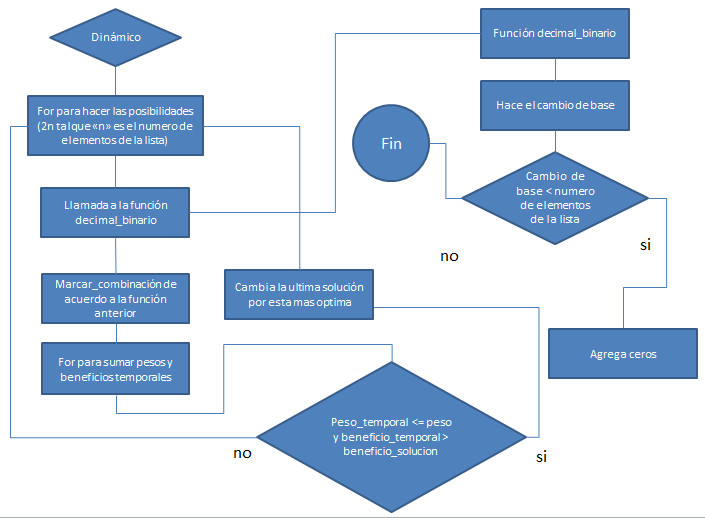 Dinámico
For para hacer las posibilidades
(2n tal que «n» es el numero de
elementos de la lista)
Llamada a la función
decimal_binario
Marcar_combinación de
acuerdo a la función
anterior
For para sumar pesos y
beneficios temporales
Cambia la ultima solución
por esta mas optima
Peso_temporal <= peso
y beneficio_temporal >
beneficio_solucion
no
si
Función decimal_binario
Hace el cambio de base
Cambio de
base < numero
de elementos
de la lista
Fin
no
si
Agrega ceros